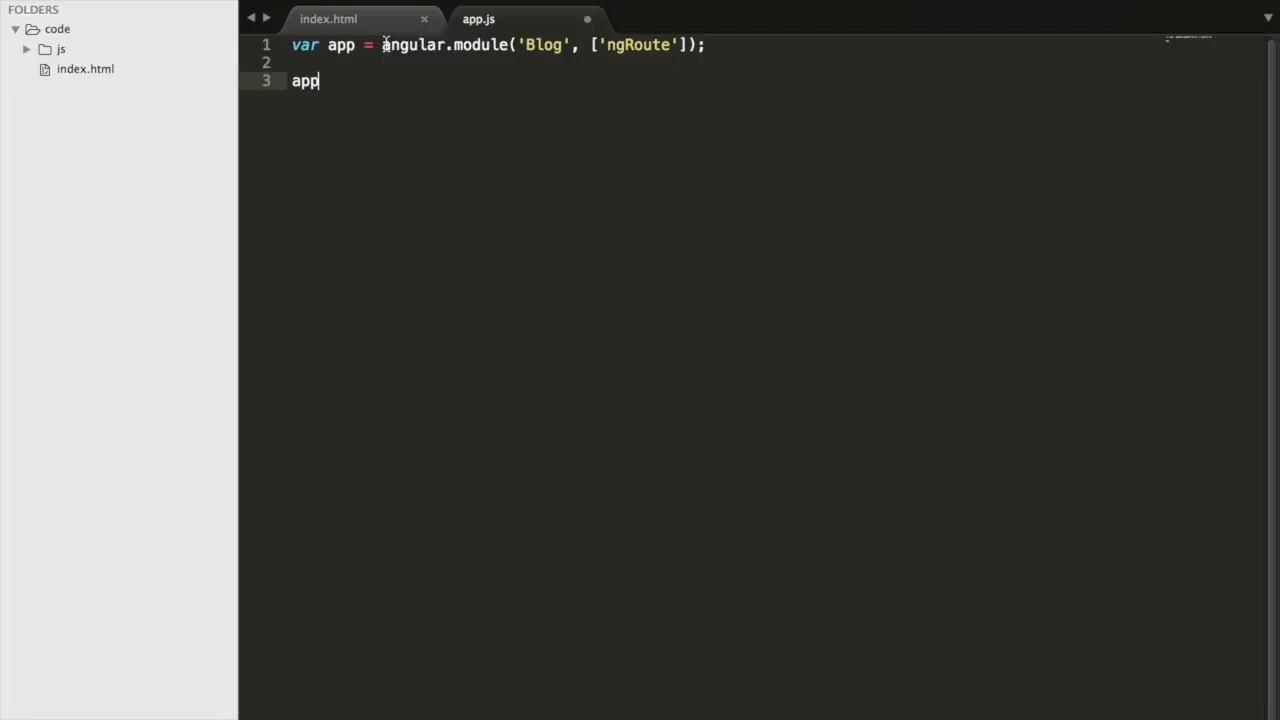 FOLDERS
code
js
index.html
index.html × app.js
1 var app = angular.module('Blog', ['ngRoute']);
2
3 app